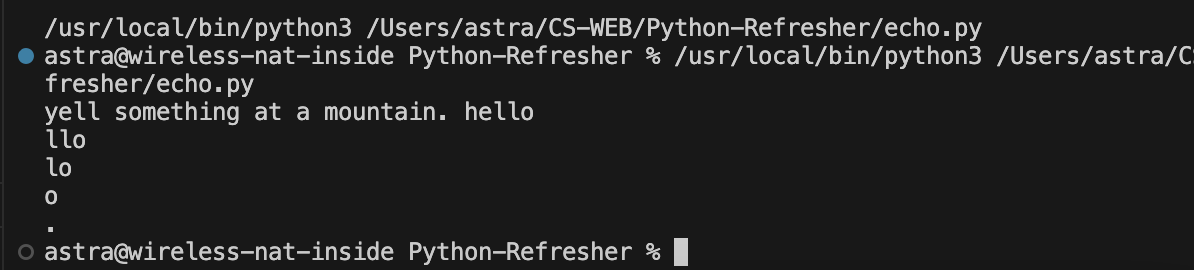 /usr/local/bin/python3 /Users/astra/CS-WEB/Python-Refresher/echo.py
astra@wireless-nat-inside Python-Refresher % /usr/local/bin/python3 /Users/astra/C
fresher/echo.py
yell something at a mountain. hello
llo
lo
o
.
astra@wireless-nat-inside Python-Refresher %